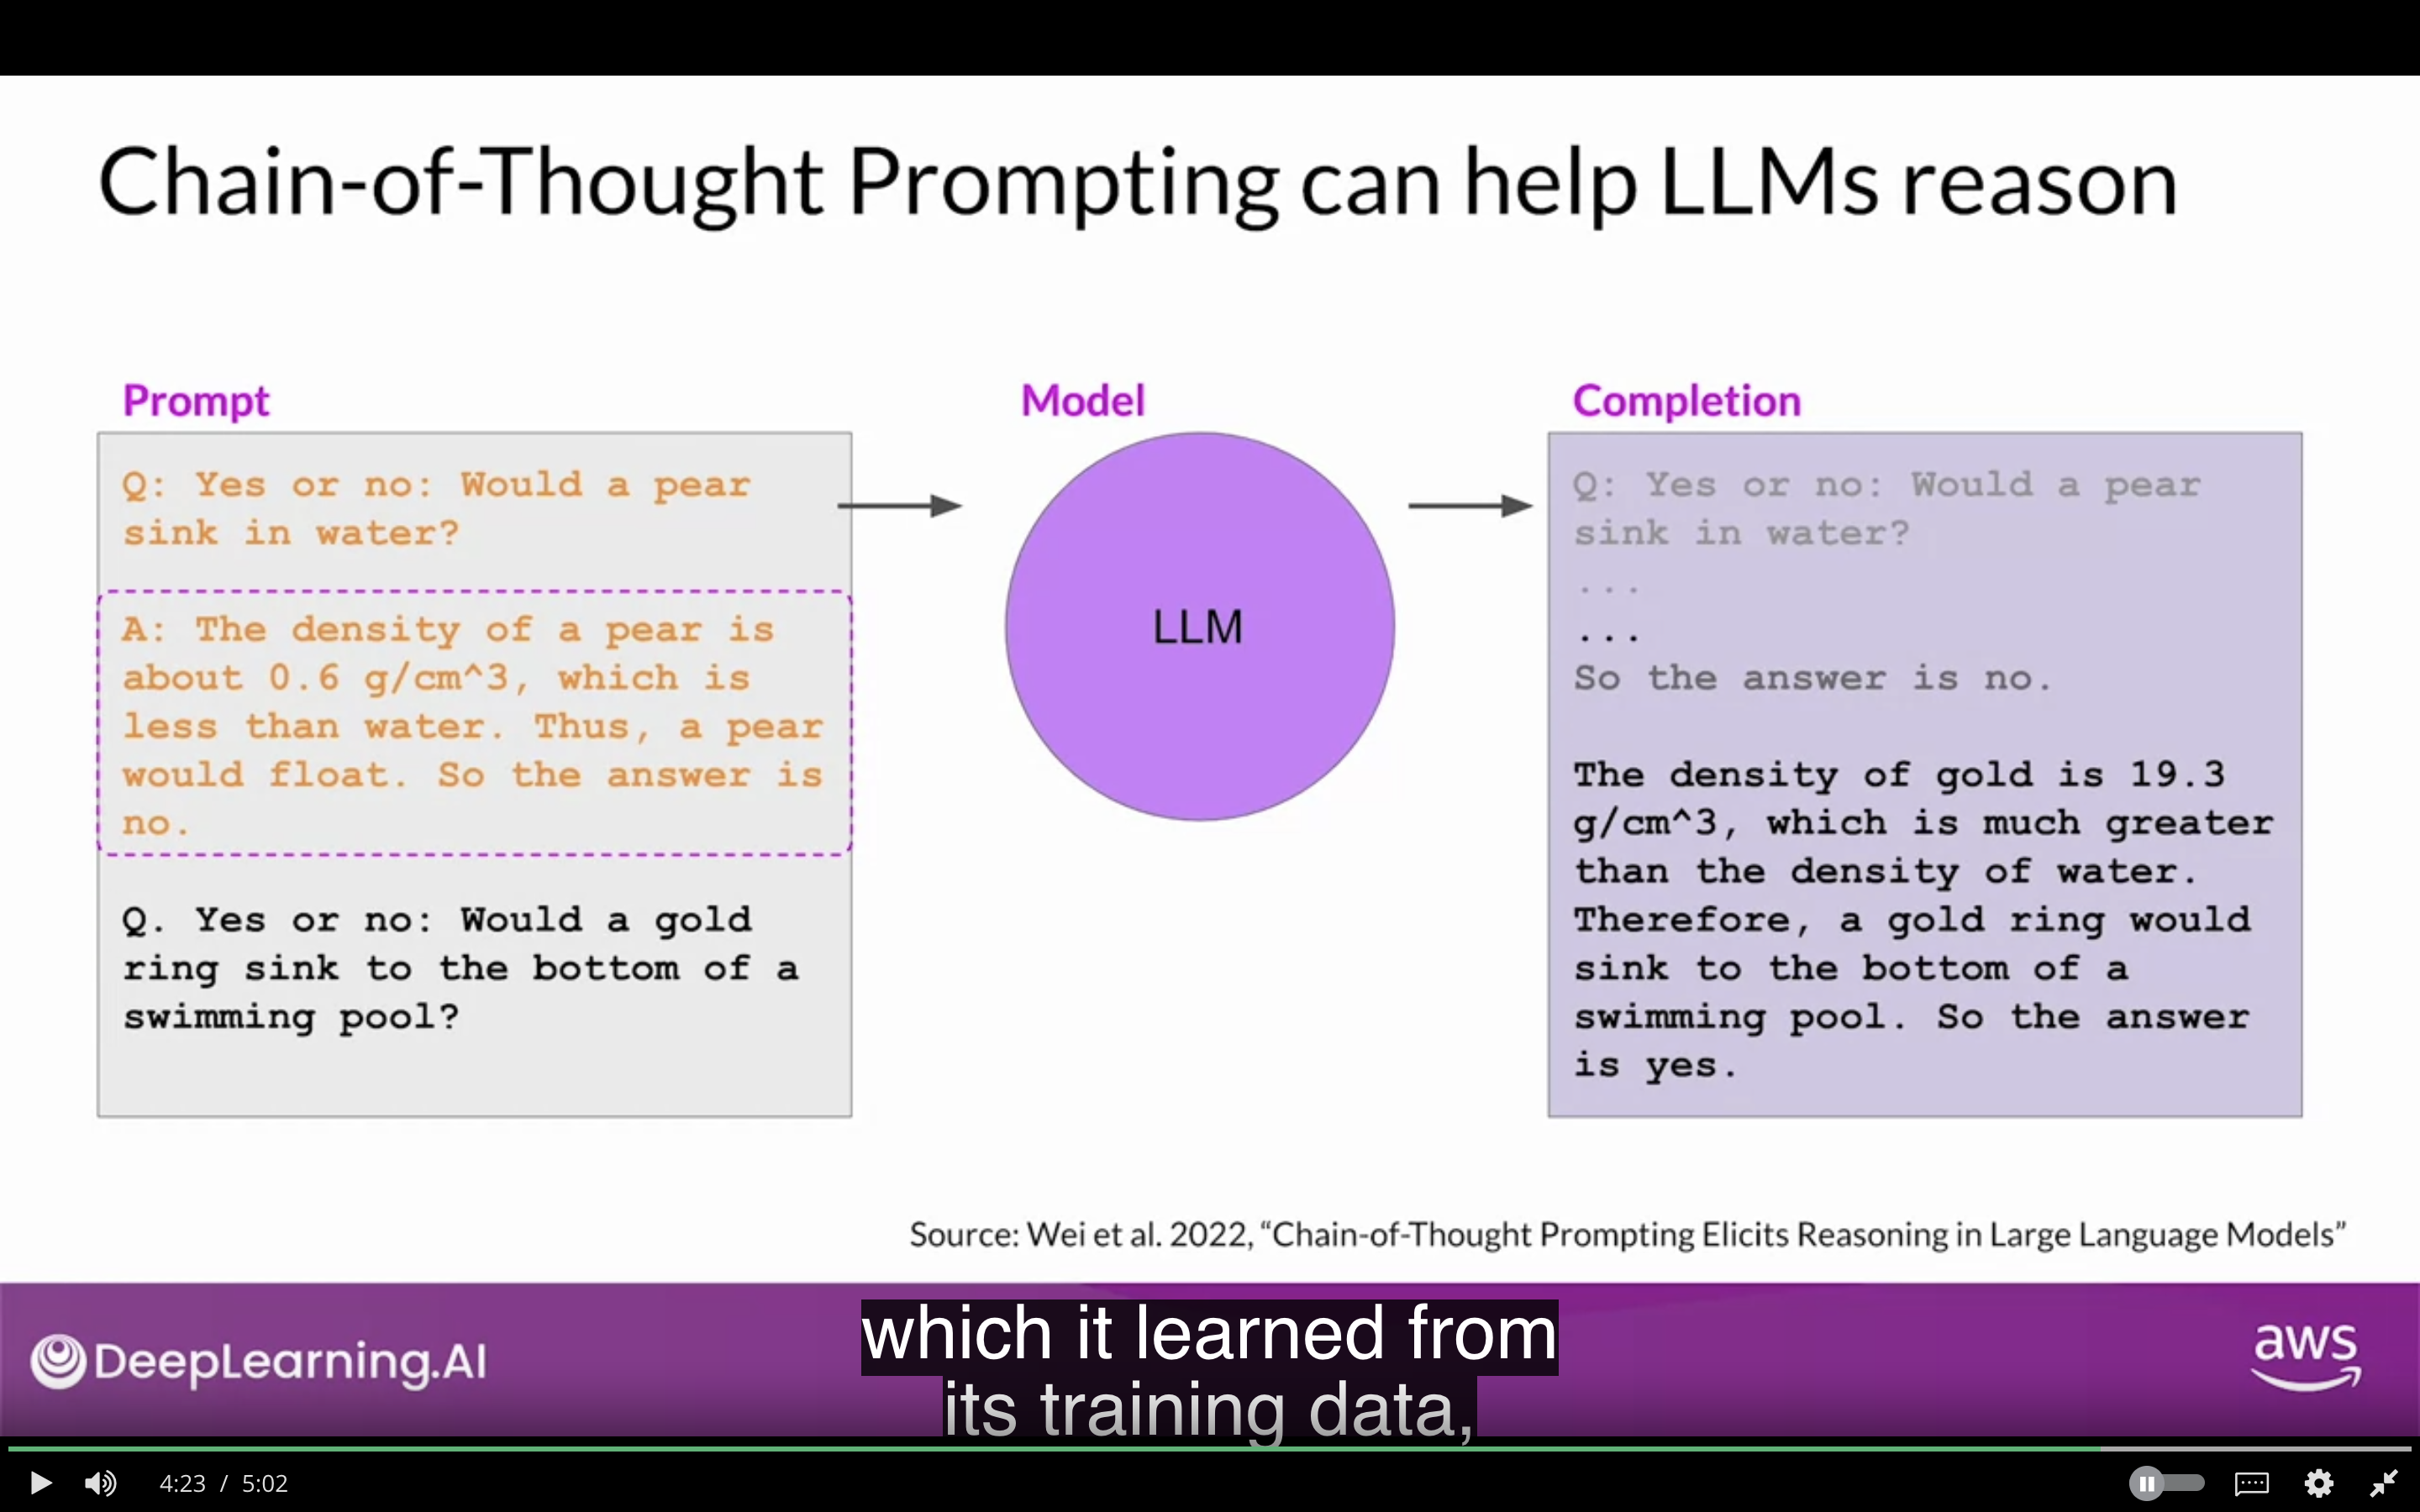 Chain-of-Thought Prompting can help LLMs reason
Prompt
Q: Yes or no: Would a pear
sink in water?
A: The density of a pear is
about 0.6 g/cm^3, which is
less than water. Thus, a pear
would float. So the answer is
no.
Q. Yes or no: Would a gold
ring sink to the bottom of a
swimming pool?
Model
LLM
Completion
Q: Yes or no: Would a pear
sink in water?
...
...
So the answer is no.
The density of gold is 19.3
g/cm^3, which is much greater
than the density of water.
Therefore, a gold ring would
sink to the bottom of a
swimming pool. So the answer
is yes.
Source: Wei et al. 2022, “Chain-of-Thought Prompting Elicits Reasoning in Large Language Models”
DeepLearning.AI
which it learned from
its training data,
aws
4:23 / 5:02